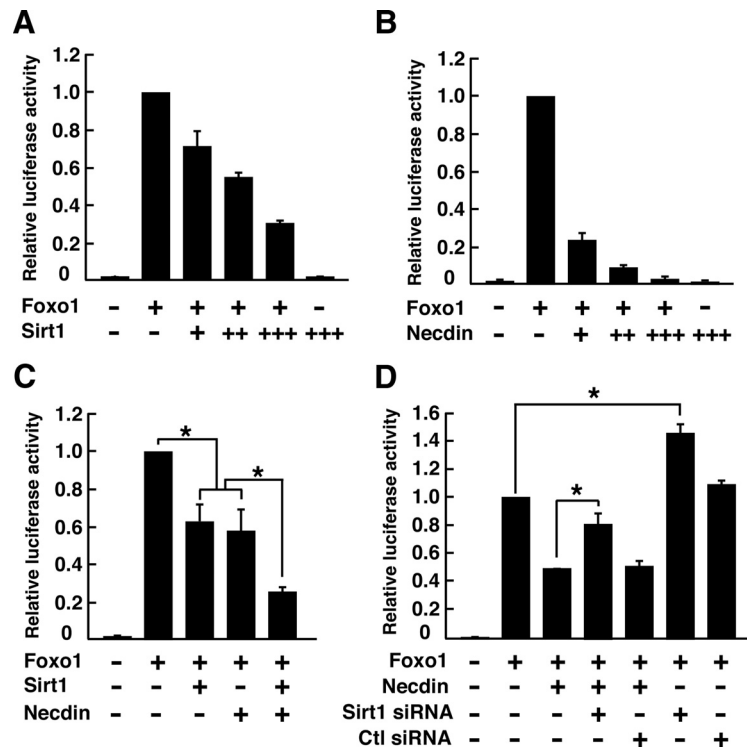 A
Relative luciferase activity
1.2
1.0
0.8
0.6
0.4
0.2
0
Foxo1 - + + + + -
Sirt1 - - + ++ +++ +++
B
Relative luciferase activity
1.2
1.0
0.8
0.6
0.4
0.2
0
Foxo1 - + + + + -
Necdin - - + ++ +++ +++
C
Relative luciferase activity
1.2
1.0
0.8
0.6
0.4
0.2
0
* *
Foxo1 - + + + +
Sirt1 - - + - +
Necdin - - - + +
D
Relative luciferase activity
1.6
1.4
1.2
1.0
0.8
0.6
0.4
0.2
0
*
*
Foxo1 - + + + + + +
Necdin - - + + + - -
Sirt1 siRNA - - - + - + -
Ctl siRNA - - - - + - +